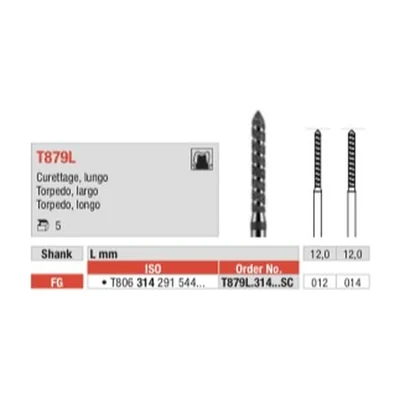 T879L
Curettage, lungo
Torpedo, largo
Torpedo, longo
5
Shank L mm 12,0 12,0
ISO Order No.
FG • T806 314 291 544... T879L.314...SC 012 014